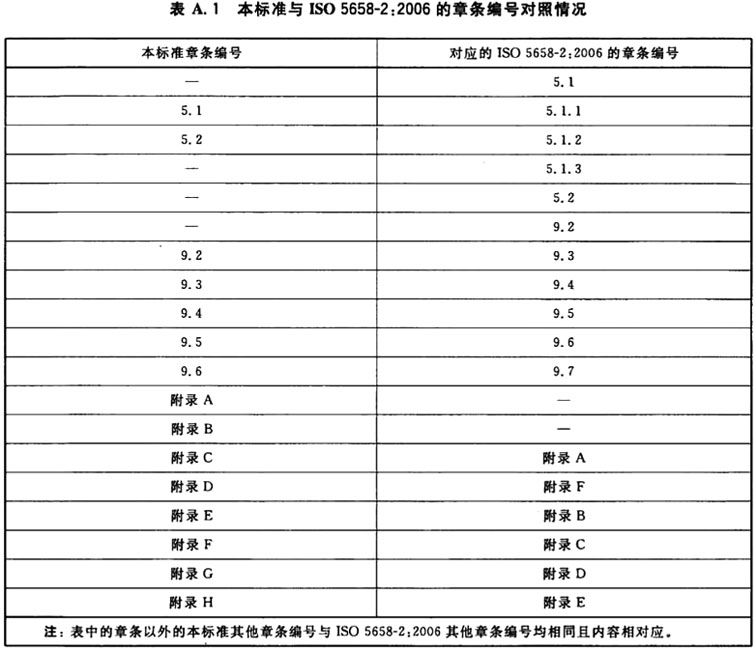 表 A.1 本标准与 ISO 5658-2:2006 的章条编号对照情况
本标准章条编号 对应的 ISO 5658-2:2006 的章条编号
— 5.1
5.1 5.1.1
5.2 5.1.2
— 5.1.3
— 5.2
— 9.2
9.2 9.3
9.3 9.4
9.4 9.5
9.5 9.6
9.6 9.7
附录 A —
附录 B —
附录 C 附录 A
附录 D 附录 F
附录 E 附录 B
附录 F 附录 C
附录 G 附录 D
附录 H 附录 E
注：表中的章条以外的本标准其他章条编号与 ISO 5658-2:2006 其他章条编号均相同且内容相对应。